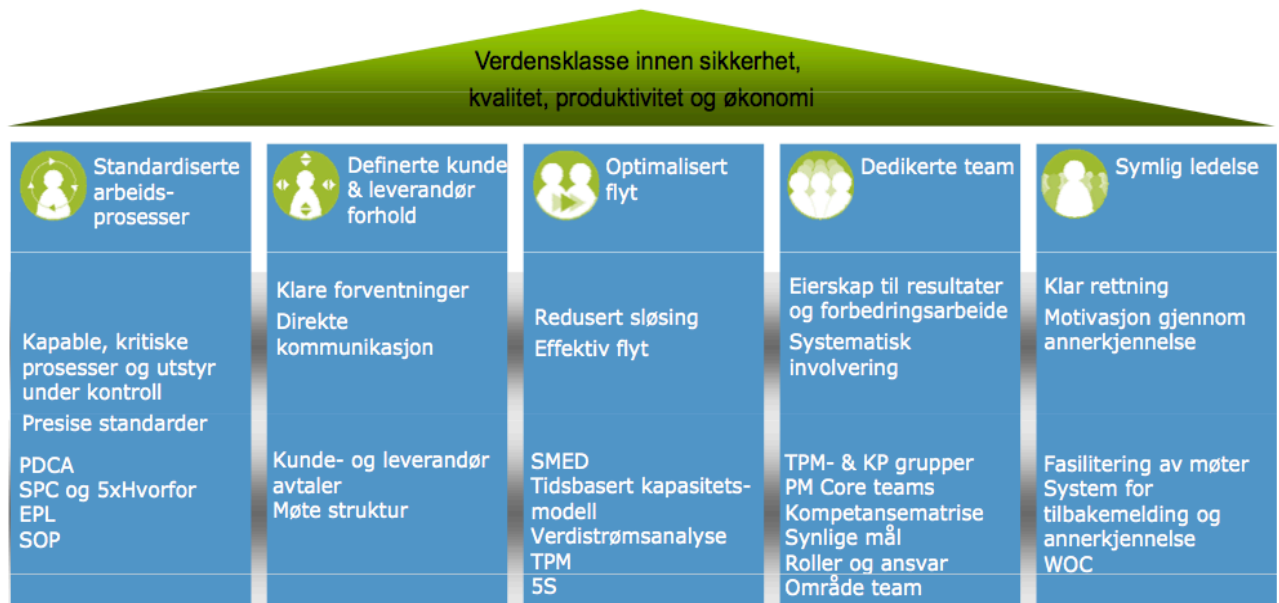 Verdensklasse innen sikkerhet,
kvalitet, produktivitet og økonomi
Standardiserte
arbeids-
prosesser
Kapable, kritiske
prosesser og utstyr
under kontroll
Presise standarder
PDCA
SPC og 5xHvorfor
EPL
SOP
Definerte kunde
& leverandør
forhold
Klare forventninger
Direkte
kommunikasjon
Kunde- og leverandør
avtaler
Møte struktur
Optimalisert
flyt
Redusert sløsing
Effektiv flyt
SMED
Tidsbasert kapasitets-
modell
Verdistrømsanalyse
TPM
5S
Dedikerte team
Eierskap til resultater
og forbedringsarbeide
Systematisk
involvering
TPM- & KP grupper
PM Core teams
Kompetansematrise
Synlige mål
Roller og ansvar
Område team
Symlig ledelse
Klar rettning
Motivasjon gjennom
annerkjennelse
Fasilitering av møter
System for
tilbakemelding og
annerkjennelse
WOC